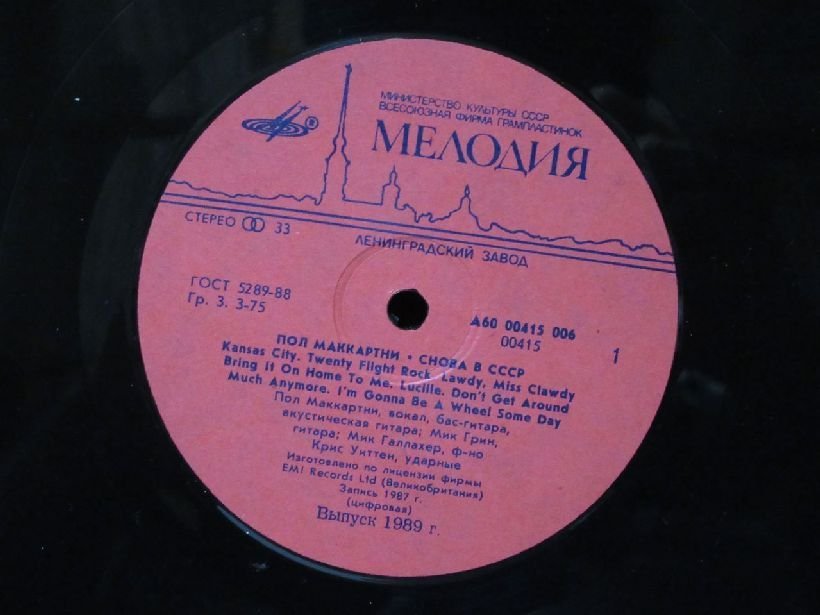 МИНИСТЕРСТВО КУЛЬТУРЫ СССР
ВСЕСОЮЗНАЯ ФИРМА ГРАМПЛАСТИНОК
МЕЛОДИЯ
®
СТЕРЕО 33
ЛЕНИНГРАДСКИЙ ЗАВОД
ГОСТ 5289-88
Гр. 3. 3-75
А60 00415 006
00415
1
ПОЛ МАККАРТНИ • СНОВА В СССР
Kansas City. Twenty Flight Rock. Lawdy, Miss Clawdy
Bring It On Home To Me. Lucille. Don't Get Around
Much Anymore. I'm Gonna Be A Wheel Some Day
Пол Маккартни, вокал, бас-гитара,
акустическая гитара; Мик Грин,
гитара; Мик Галлахер, ф-но
Крис Уиттен, ударные
Изготовлено по лицензии фирмы
EMI Records Ltd (Великобритания)
Запись 1987 г.
(цифровая)
Выпуск 1989 г.